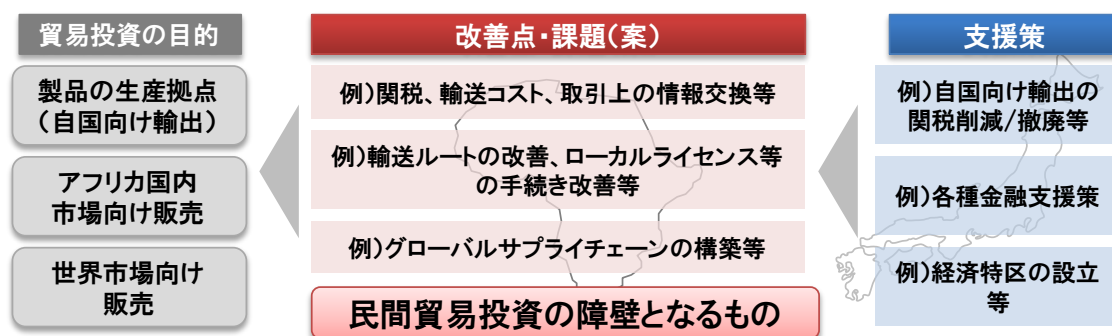 貿易投資の目的
製品の生産拠点
（自国向け輸出）
アフリカ国内
市場向け販売
世界市場向け
販売
改善点・課題（案）
例）関税、輸送コスト、取引上の情報交換等
例）輸送ルートの改善、ローカルライセンス等
の手続き改善等
例）グローバルサプライチェーンの構築等
民間貿易投資の障壁となるもの
支援策
例）自国向け輸出の
関税削減/撤廃等
例）各種金融支援策
例）経済特区の設立
等